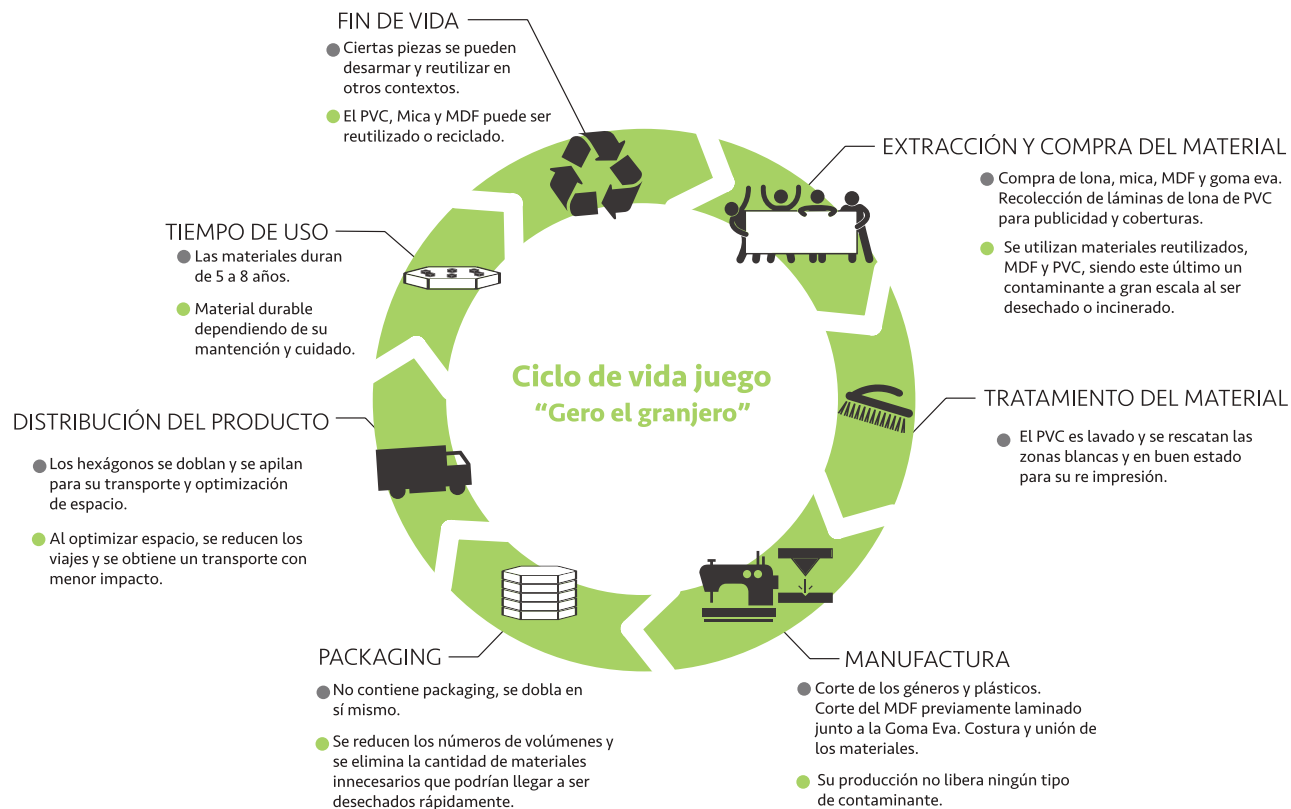 FIN DE VIDA
Ciertas piezas se pueden
desarmar y reutilizar en
otros contextos.
El PVC, Mica y MDF puede ser
reutilizado o reciclado.
EXTRACCIÓN Y COMPRA DEL MATERIAL
Compra de lona, mica, MDF y goma eva.
Recolección de láminas de lona de PVC
para publicidad y coberturas.
Se utilizan materiales reutilizados,
MDF y PVC, siendo este último un
contaminante a gran escala al ser
desechado o incinerado.
TIEMPO DE USO
Las materiales duran
de 5 a 8 años.
Material durable
dependiendo de su
mantención y cuidado.
Ciclo de vida juego
“Gero el granjero”
TRATAMIENTO DEL MATERIAL
El PVC es lavado y se rescatan las
zonas blancas y en buen estado
para su re impresión.
DISTRIBUCIÓN DEL PRODUCTO
Los hexágonos se doblan y se apilan
para su transporte y optimización
de espacio.
Al optimizar espacio, se reducen los
viajes y se obtiene un transporte con
menor impacto.
PACKAGING
No contiene packaging, se dobla en
sí mismo.
Se reducen los números de volúmenes y
se elimina la cantidad de materiales
innecesarios que podrían llegar a ser
desechados rápidamente.
MANUFACTURA
Corte de los géneros y plásticos.
Corte del MDF previamente laminado
junto a la Goma Eva. Costura y unión de
los materiales.
Su producción no libera ningún tipo
de contaminante.